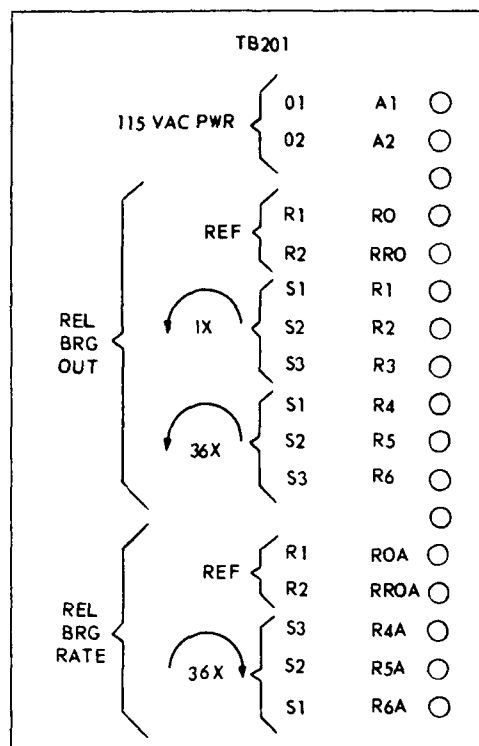 TB201
115 VAC PWR
01 A1
02 A2
REL
BRG
OUT
REF
R1 RO
R2 RRO
1X
S1 R1
S2 R2
S3 R3
36X
S1 R4
S2 R5
S3 R6
REL
BRG
RATE
REF
R1 ROA
R2 RROA
36X
S3 R4A
S2 R5A
S1 R6A